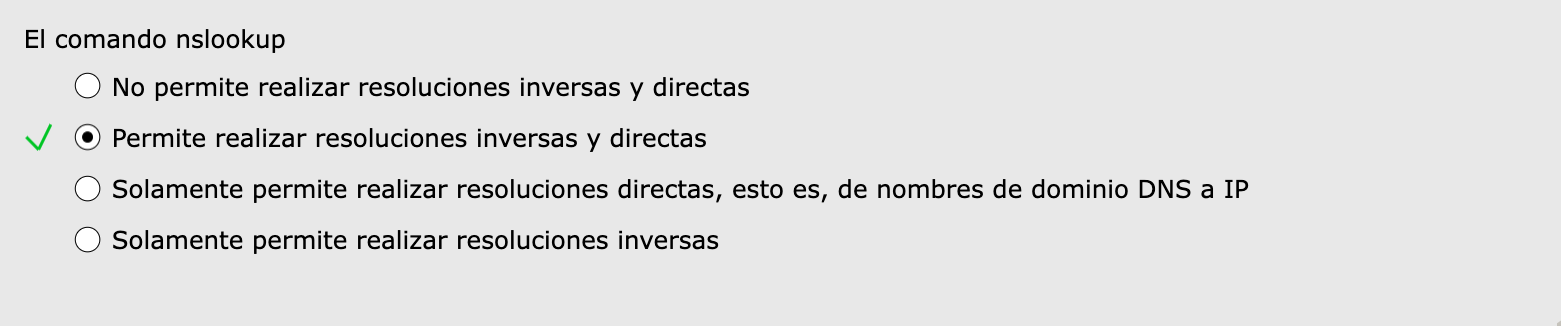 El comando nslookup
No permite realizar resoluciones inversas y directas
Permite realizar resoluciones inversas y directas
Solamente permite realizar resoluciones directas, esto es, de nombres de dominio DNS a IP
Solamente permite realizar resoluciones inversas